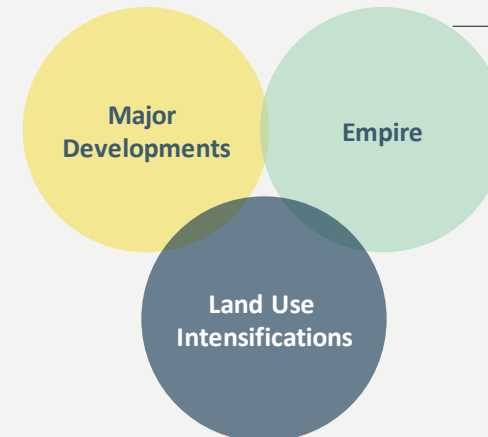 Major
Developments
Empire
Land Use
Intensifications